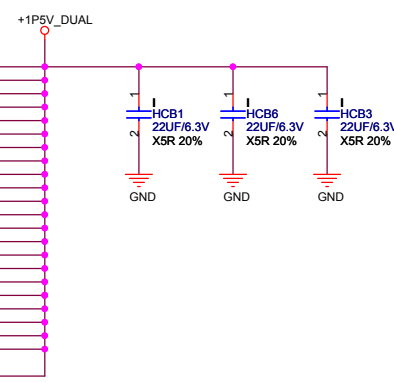 +1P5V_DUAL
1
I
HCB1
22UF/6.3V
X5R 20%
2
GND
1
I
HCB6
22UF/6.3V
X5R 20%
2
GND
1
I
HCB3
22UF/6.3V
X5R 20%
2
GND